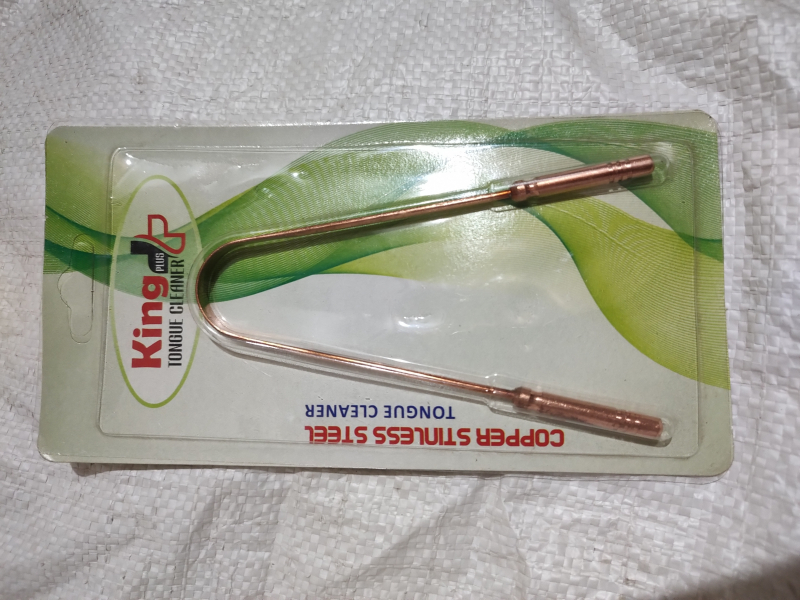 King
PLUS
TONGUE CLEANER
COPPER STINLESS STEEL
TONGUE CLEANER